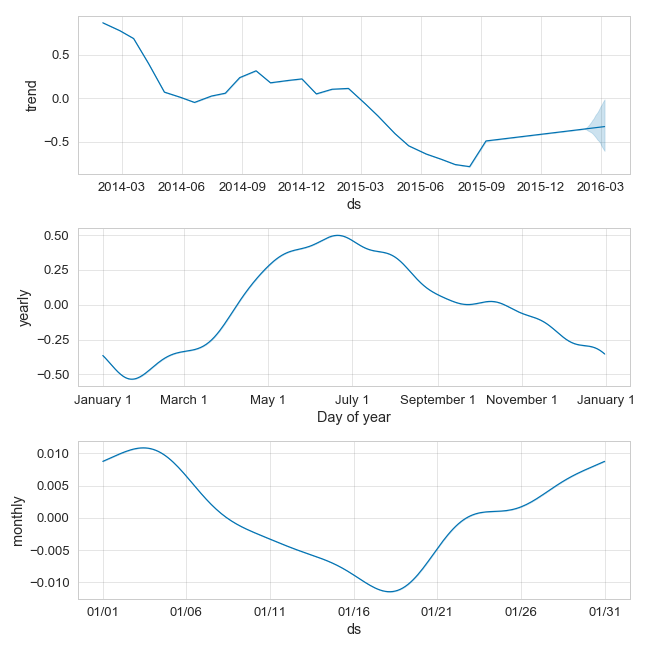 trend
0.5
0.0
−0.5
2014-03 2014-06 2014-09 2014-12 2015-03 2015-06 2015-09 2015-12 2016-03
ds
yearly
0.50
0.25
0.00
−0.25
−0.50
January 1 March 1 May 1 July 1 September 1 November 1 January 1
Day of year
monthly
0.010
0.005
0.000
−0.005
−0.010
01/01 01/06 01/11 01/16 01/21 01/26 01/31
ds